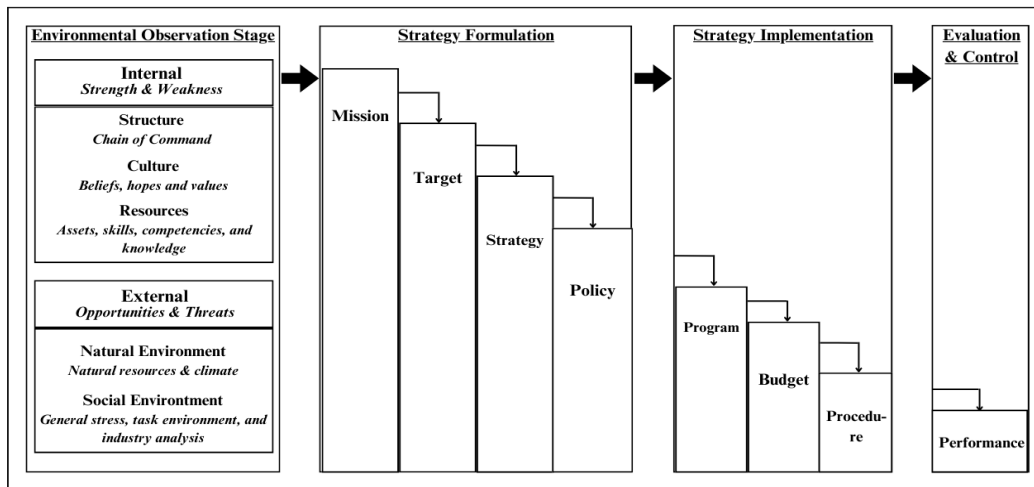 Environmental Observation Stage
Internal
Strength & Weakness
Structure
Chain of Command
Culture
Beliefs, hopes and values
Resources
Assets, skills, competencies, and
knowledge
External
Opportunities & Threats
Natural Environment
Natural resources & climate
Social Environtment
General stress, task environment, and
industry analysis
Strategy Formulation
Mission
Target
Strategy
Policy
Strategy Implementation
Program
Budget
Procedu-
re
Evaluation
& Control
Performance